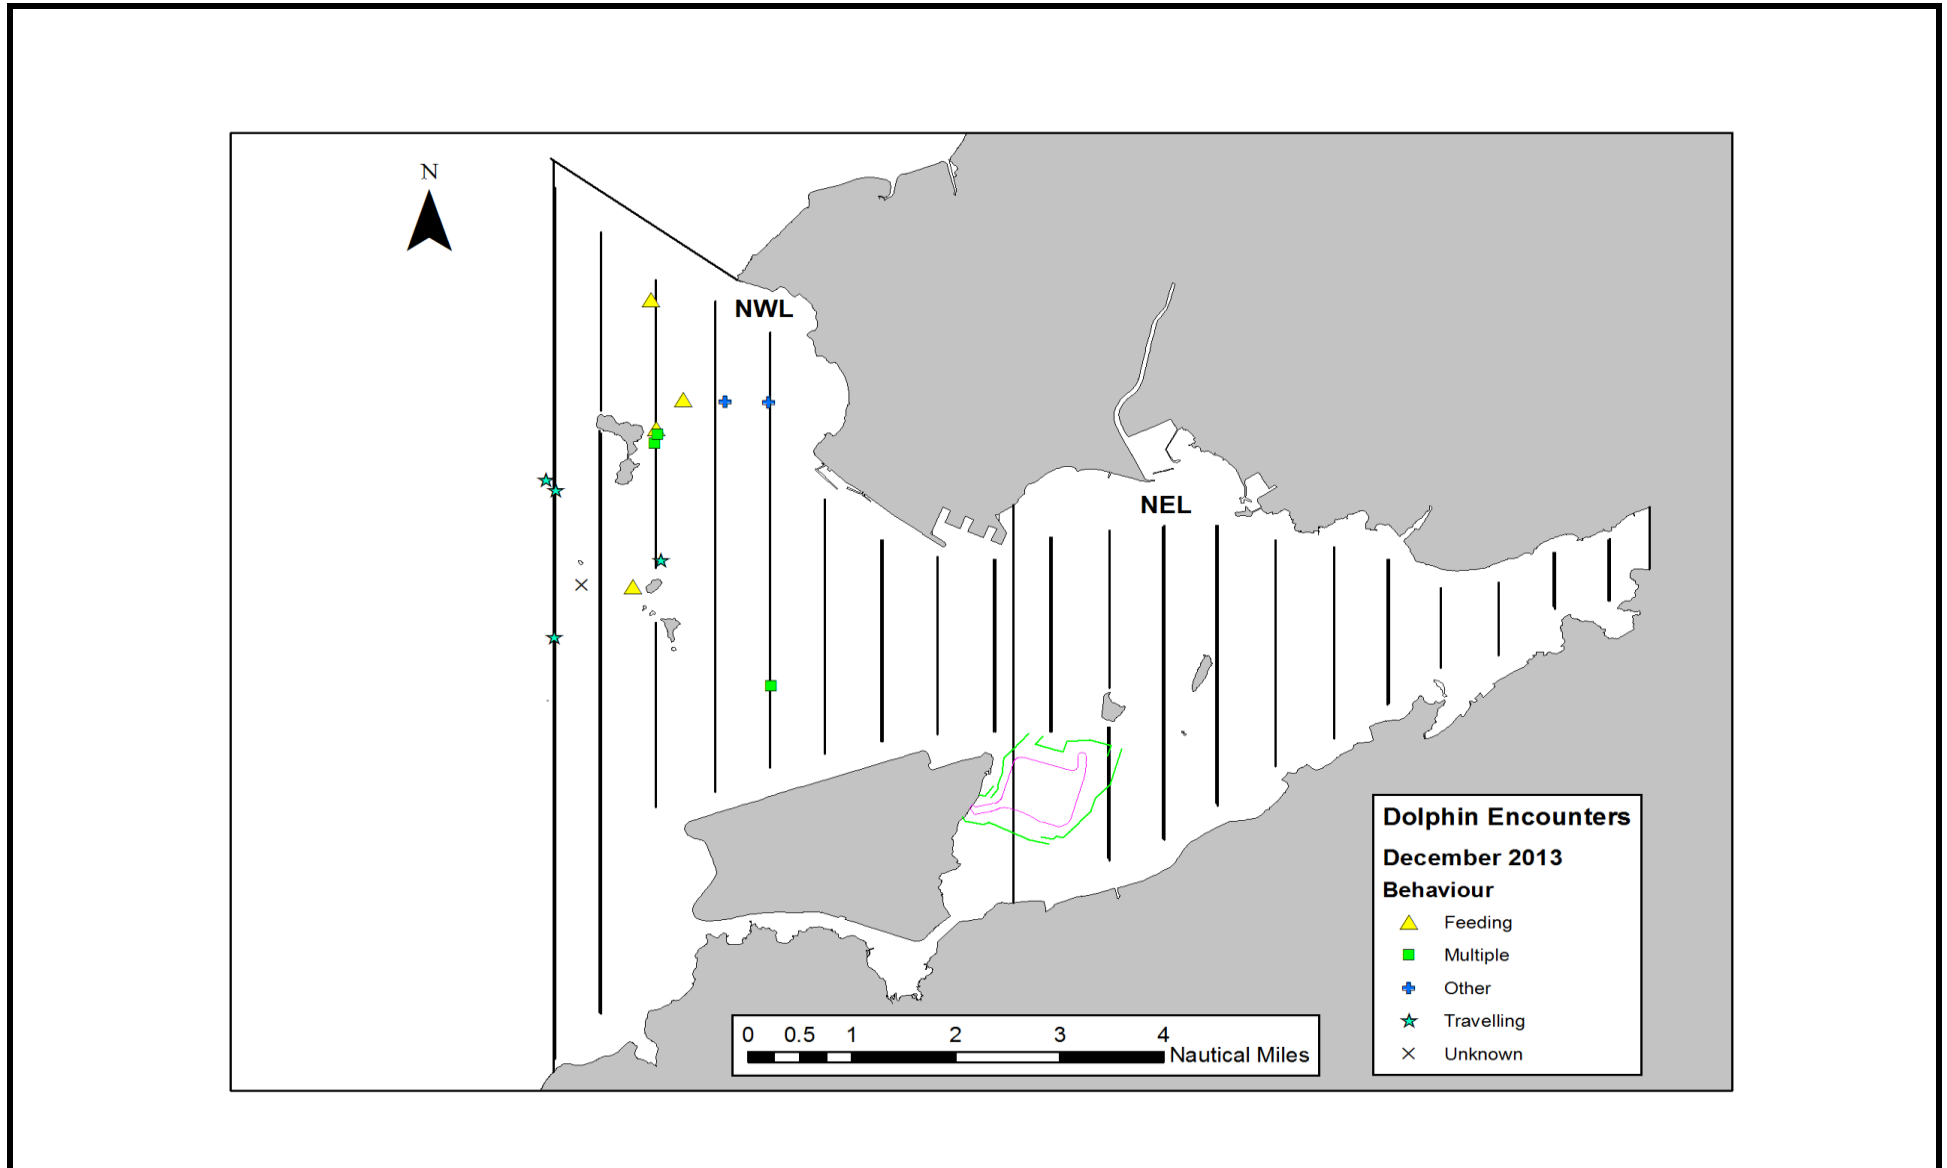 N
NWL
NEL
Dolphin Encounters
December 2013
Behaviour
Feeding
Multiple
Other
Travelling
Unknown
0 0.5 1 2 3 4
Nautical Miles